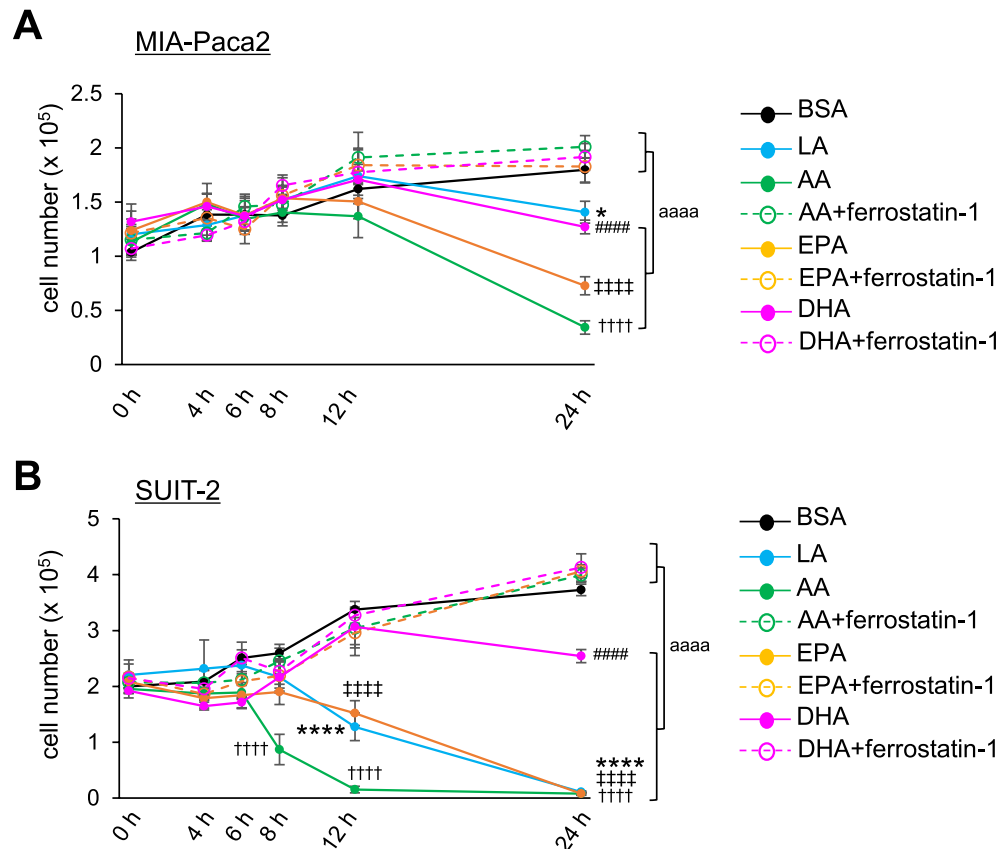 A
MIA-Paca2
cell number (x 10⁵)
2.5
2
1.5
1
0.5
0
0 h
4 h
6 h
8 h
12 h
24 h
*
####
‡‡‡‡
††††
aaaa
BSA
LA
AA
AA+ferrostatin-1
EPA
EPA+ferrostatin-1
DHA
DHA+ferrostatin-1
B
SUIT-2
cell number (x 10⁵)
5
4
3
2
1
0
0 h
4 h
6 h
8 h
12 h
24 h
††††
‡‡‡‡
****
††††
####
****
‡‡‡‡
††††
aaaa
BSA
LA
AA
AA+ferrostatin-1
EPA
EPA+ferrostatin-1
DHA
DHA+ferrostatin-1